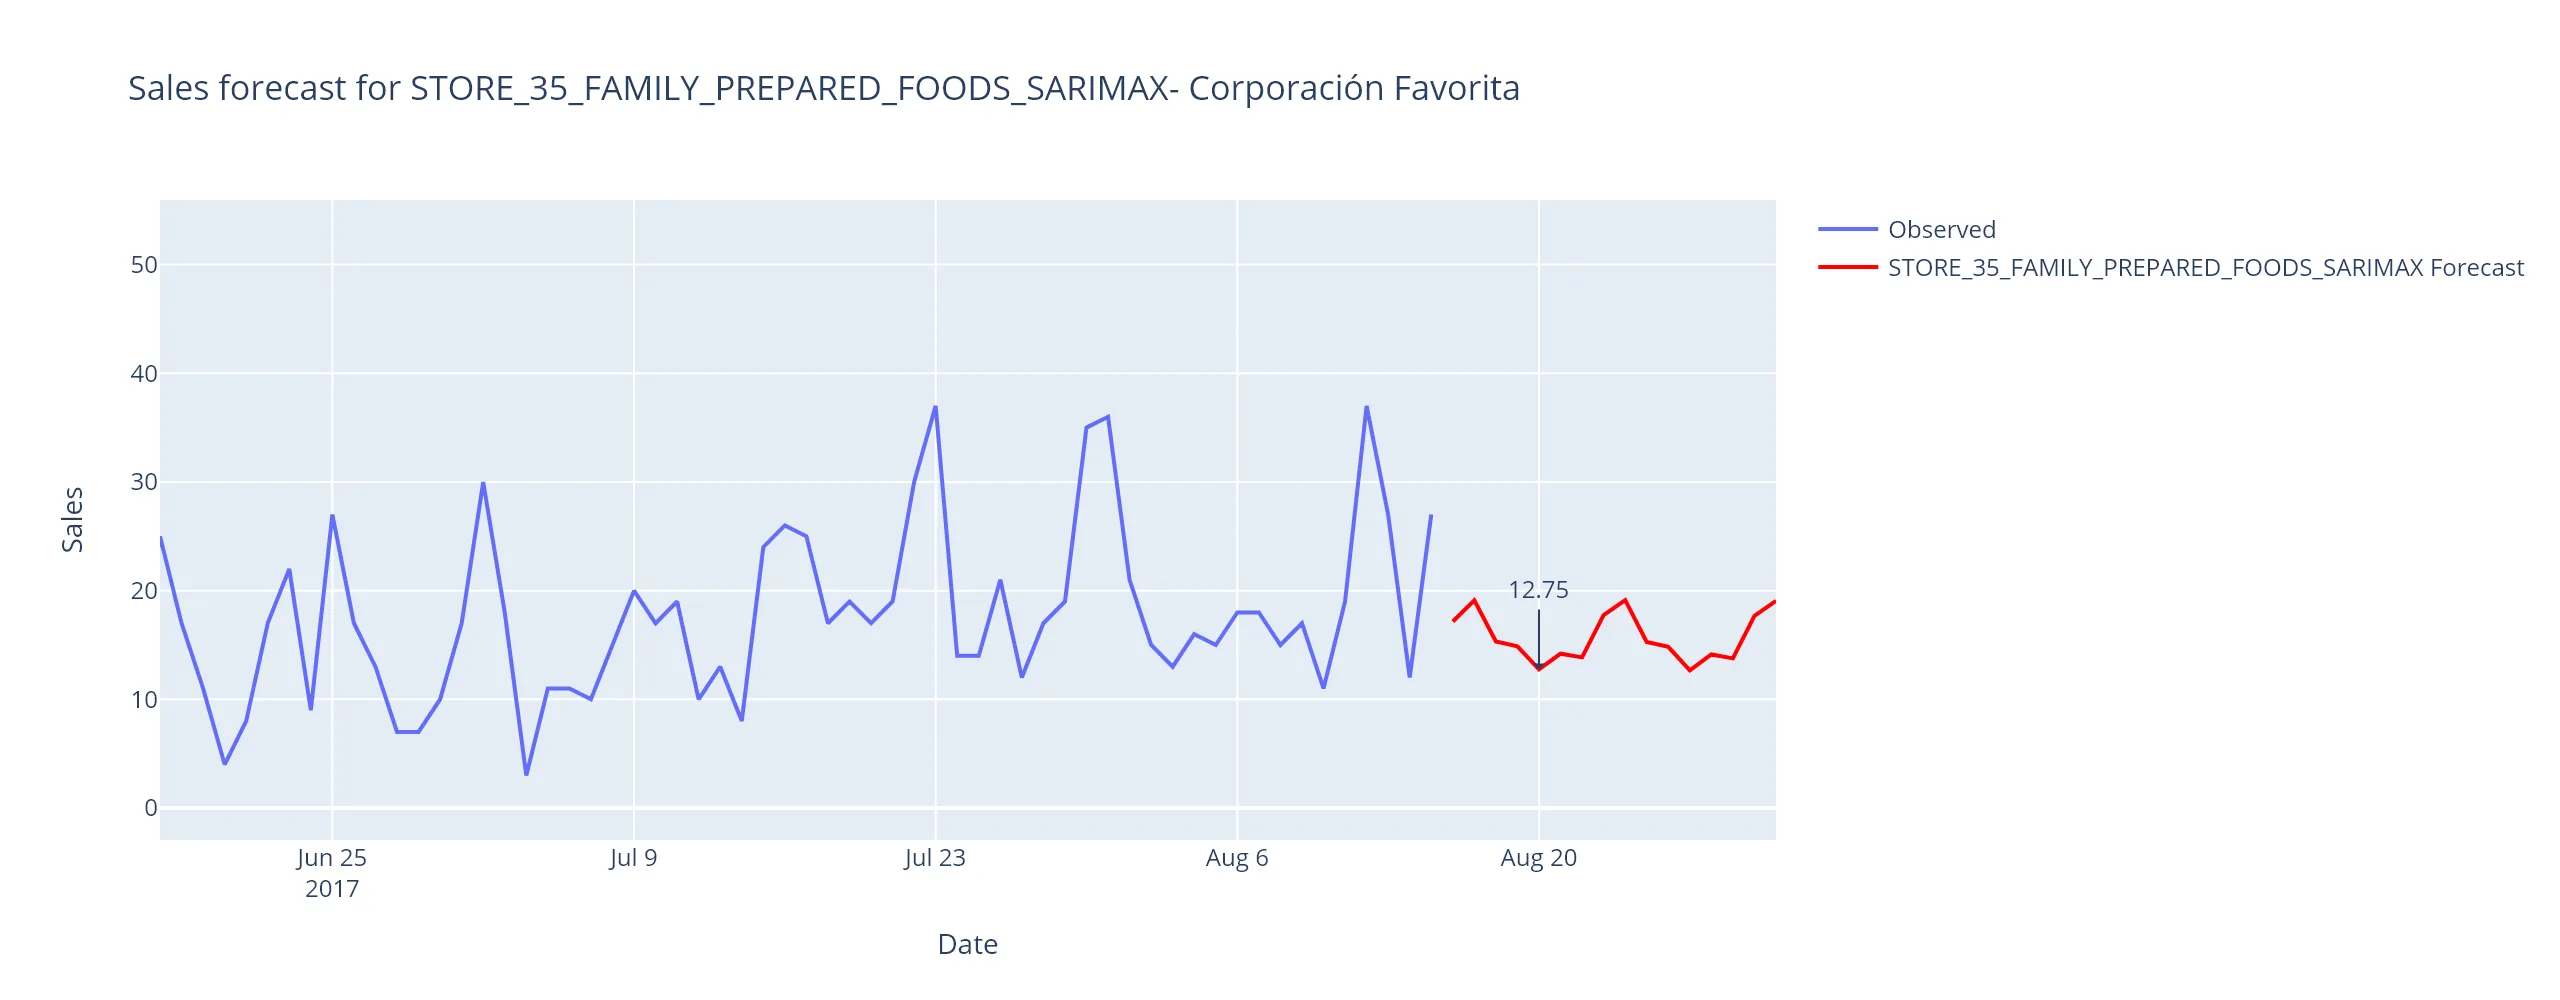 Sales forecast for STORE_35_FAMILY_PREPARED_FOODS_SARIMAX- Corporación Favorita
Observed
STORE_35_FAMILY_PREPARED_FOODS_SARIMAX Forecast
50
40
30
20
10
0
Sales
12.75
Jun 25
2017
Jul 9
Jul 23
Aug 6
Aug 20
Date